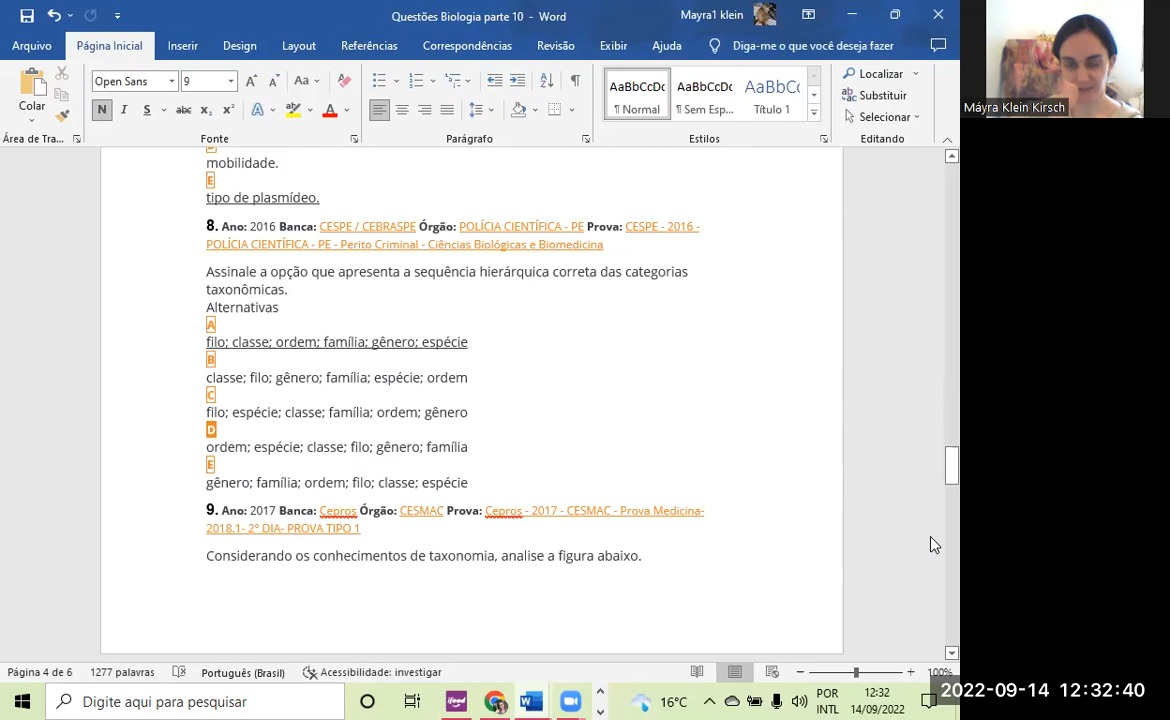 Questões Biologia parte 10 - Word
Mayra1 klein
Arquivo Página Inicial Inserir Design Layout Referências Correspondências Revisão Exibir Ajuda Diga-me o que você deseja fazer
Colar
Open Sans 9 Aa
N I S abc x₂ x² A A
AaBbCcDc AaBbCcDc AaBbCc
¶ Normal ¶ Sem Esp... Título 1
Localizar
Substituir
Selecionar
Área de Tra... Fonte Parágrafo Estilos Editando
Máyra Klein Kirsch
mobilidade.
E
tipo de plasmídeo.
8. Ano: 2016 Banca: CESPE / CEBRASPE Órgão: POLÍCIA CIENTÍFICA - PE Prova: CESPE - 2016 -
POLÍCIA CIENTÍFICA - PE - Perito Criminal - Ciências Biológicas e Biomedicina
Assinale a opção que apresenta a sequência hierárquica correta das categorias
taxonômicas.
Alternativas
A
filo; classe; ordem; família; gênero; espécie
B
classe; filo; gênero; família; espécie; ordem
C
filo; espécie; classe; família; ordem; gênero
D
ordem; espécie; classe; filo; gênero; família
E
gênero; família; ordem; filo; classe; espécie
9. Ano: 2017 Banca: Cepros Órgão: CESMAC Prova: Cepros - 2017 - CESMAC - Prova Medicina-
2018.1- 2° DIA- PROVA TIPO 1
Considerando os conhecimentos de taxonomia, analise a figura abaixo.
Página 4 de 6 1277 palavras Português (Brasil) Acessibilidade: investigar 100%
Digite aqui para pesquisar
ifood
16°C
POR
INTL
12:32
14/09/2022
2022-09-14 12:32:40